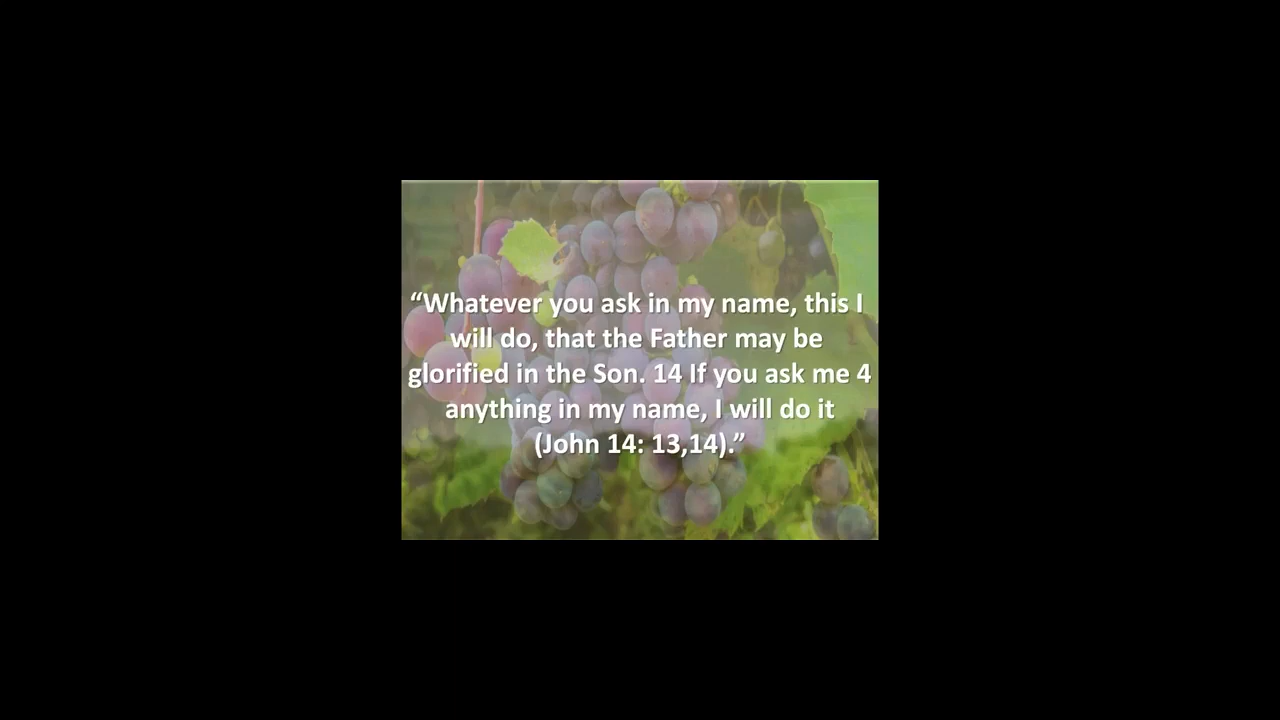 “Whatever you ask in my name, this I
will do, that the Father may be
glorified in the Son. 14 If you ask me 4
anything in my name, I will do it
(John 14: 13,14).”